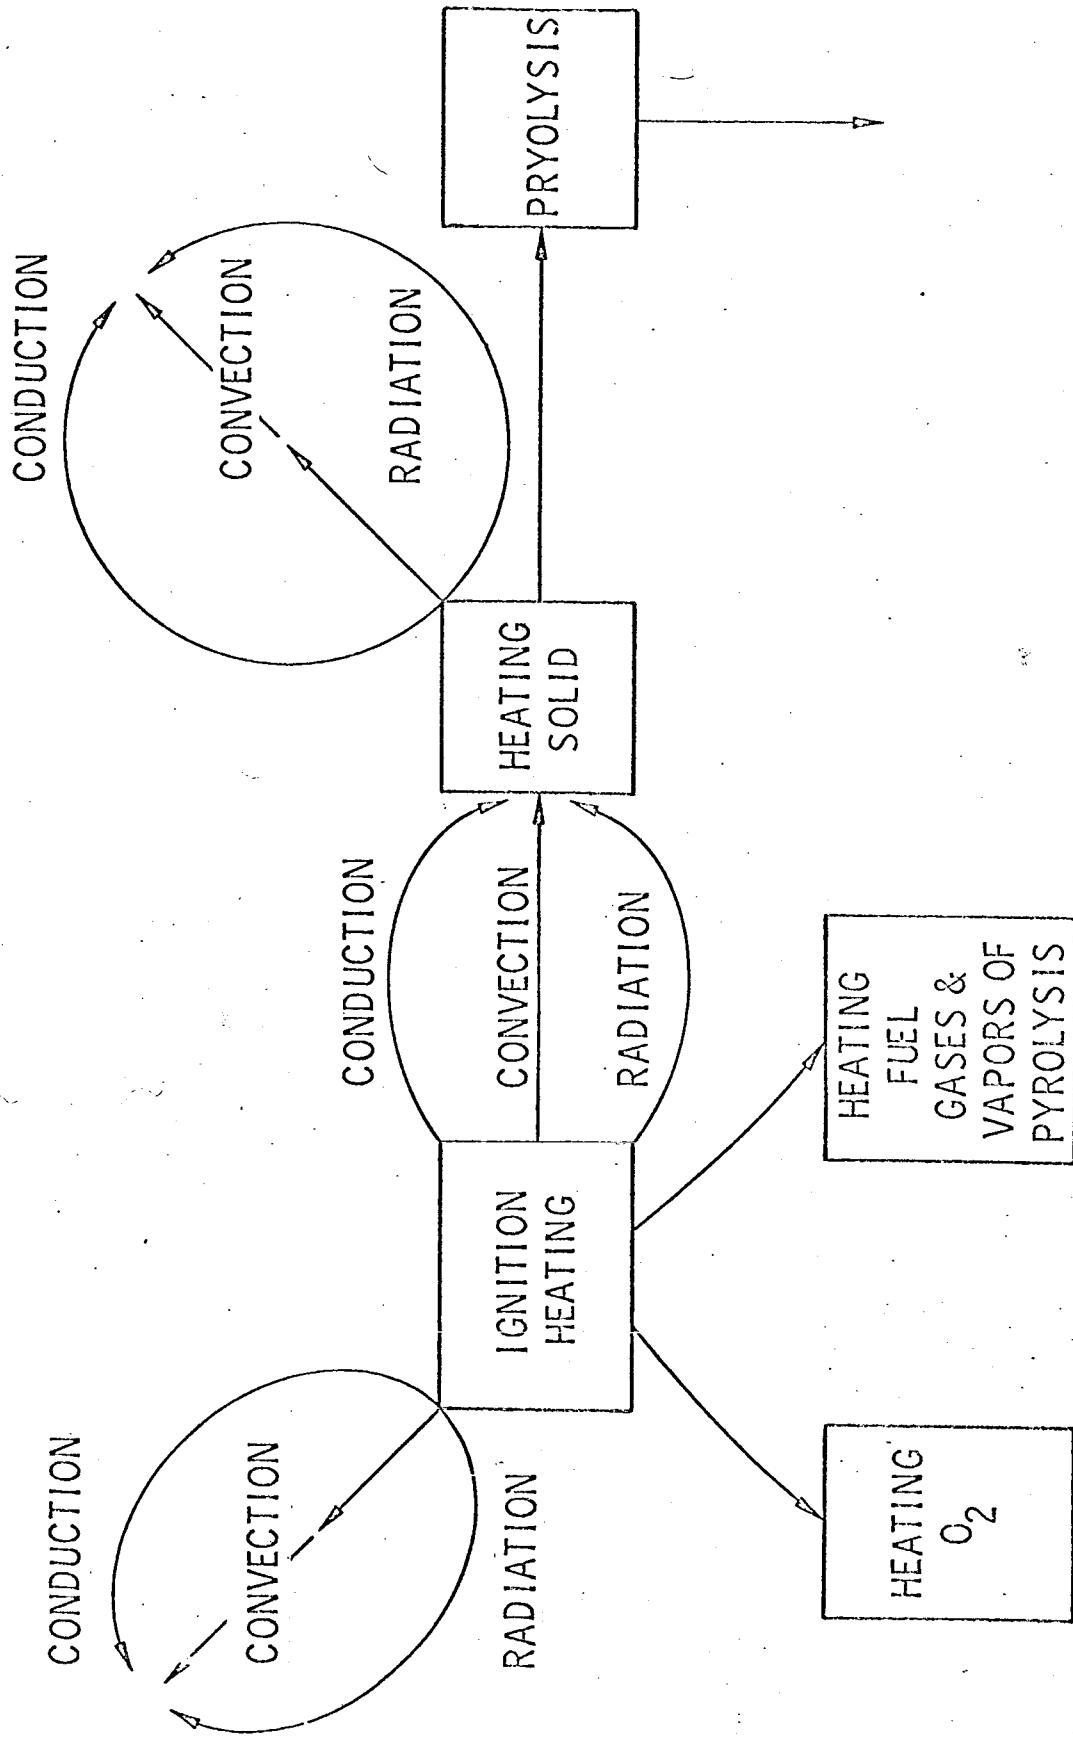 CONDUCTION
CONVECTION
RADIATION
IGNITION
HEATING
CONDUCTION
CONVECTION
RADIATION
HEATING
SOLID
CONDUCTION
CONVECTION
RADIATION
PRYOLYSIS
HEATING
O2
HEATING
FUEL
GASES &
VAPORS OF
PYROLYSIS